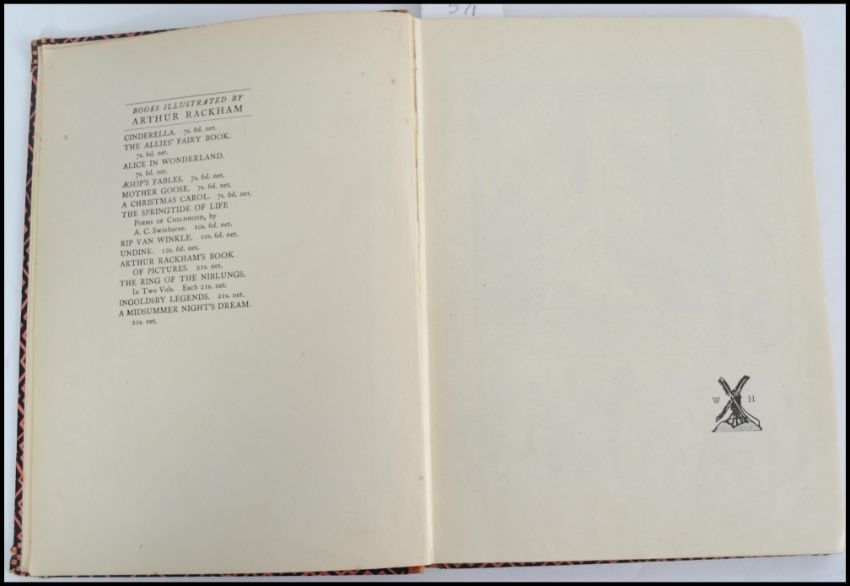 5/1
BOOKS ILLUSTRATED BY
ARTHUR RACKHAM
CINDERELLA. 7s. 6d. net.
THE ALLIES' FAIRY BOOK.
7s. 6d. net.
ALICE IN WONDERLAND.
7s. 6d. net.
ÆSOP'S FABLES. 7s. 6d. net.
MOTHER GOOSE. 7s. 6d. net.
A CHRISTMAS CAROL. 7s. 6d. net.
THE SPRINGTIDE OF LIFE
POEMS OF CHILDHOOD, by
A. C. Swinburne. 10s. 6d. net.
RIP VAN WINKLE. 10s. 6d. net.
UNDINE. 12s. 6d. net.
ARTHUR RACKHAM'S BOOK
OF PICTURES. 21s. net.
THE RING OF THE NIBLUNGS.
In Two Vols. Each 21s. net.
INGOLDSBY LEGENDS. 21s. net.
A MIDSUMMER NIGHT'S DREAM.
21s. net.
W H